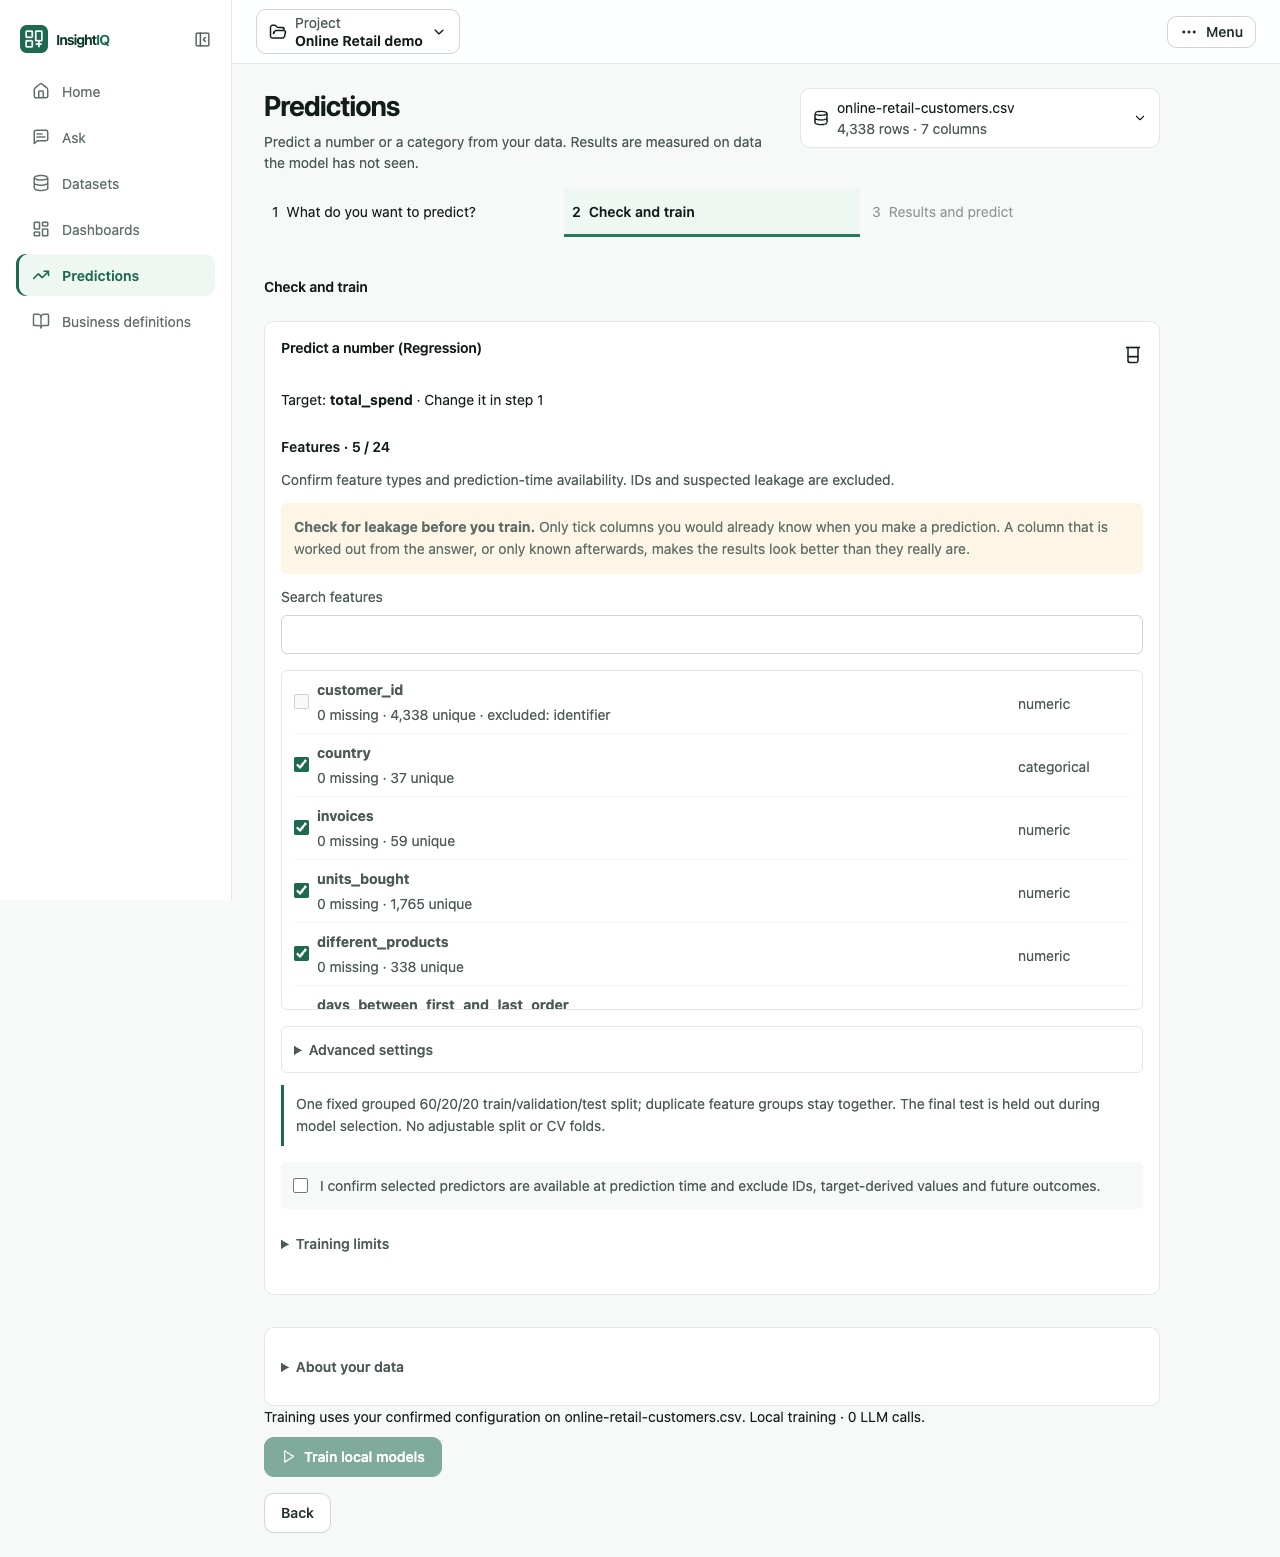 InsightIQ
Project
Online Retail demo
Menu
Home
Ask
Datasets
Dashboards
Predictions
Business definitions
Predictions
Predict a number or a category from your data. Results are measured on data
the model has not seen.
online-retail-customers.csv
4,338 rows · 7 columns
1 What do you want to predict?
2 Check and train
3 Results and predict
Check and train
Predict a number (Regression)
Target: total_spend · Change it in step 1
Features · 5 / 24
Confirm feature types and prediction-time availability. IDs and suspected leakage are excluded.
Check for leakage before you train. Only tick columns you would already know when you make a prediction. A column that is
worked out from the answer, or only known afterwards, makes the results look better than they really are.
Search features
customer_id
0 missing · 4,338 unique · excluded: identifier
numeric
country
0 missing · 37 unique
categorical
invoices
0 missing · 59 unique
numeric
units_bought
0 missing · 1,765 unique
numeric
different_products
0 missing · 338 unique
numeric
days_between_first_and_last_order
Advanced settings
One fixed grouped 60/20/20 train/validation/test split; duplicate feature groups stay together. The final test is held out during
model selection. No adjustable split or CV folds.
I confirm selected predictors are available at prediction time and exclude IDs, target-derived values and future outcomes.
Training limits
About your data
Training uses your confirmed configuration on online-retail-customers.csv. Local training · 0 LLM calls.
Train local models
Back